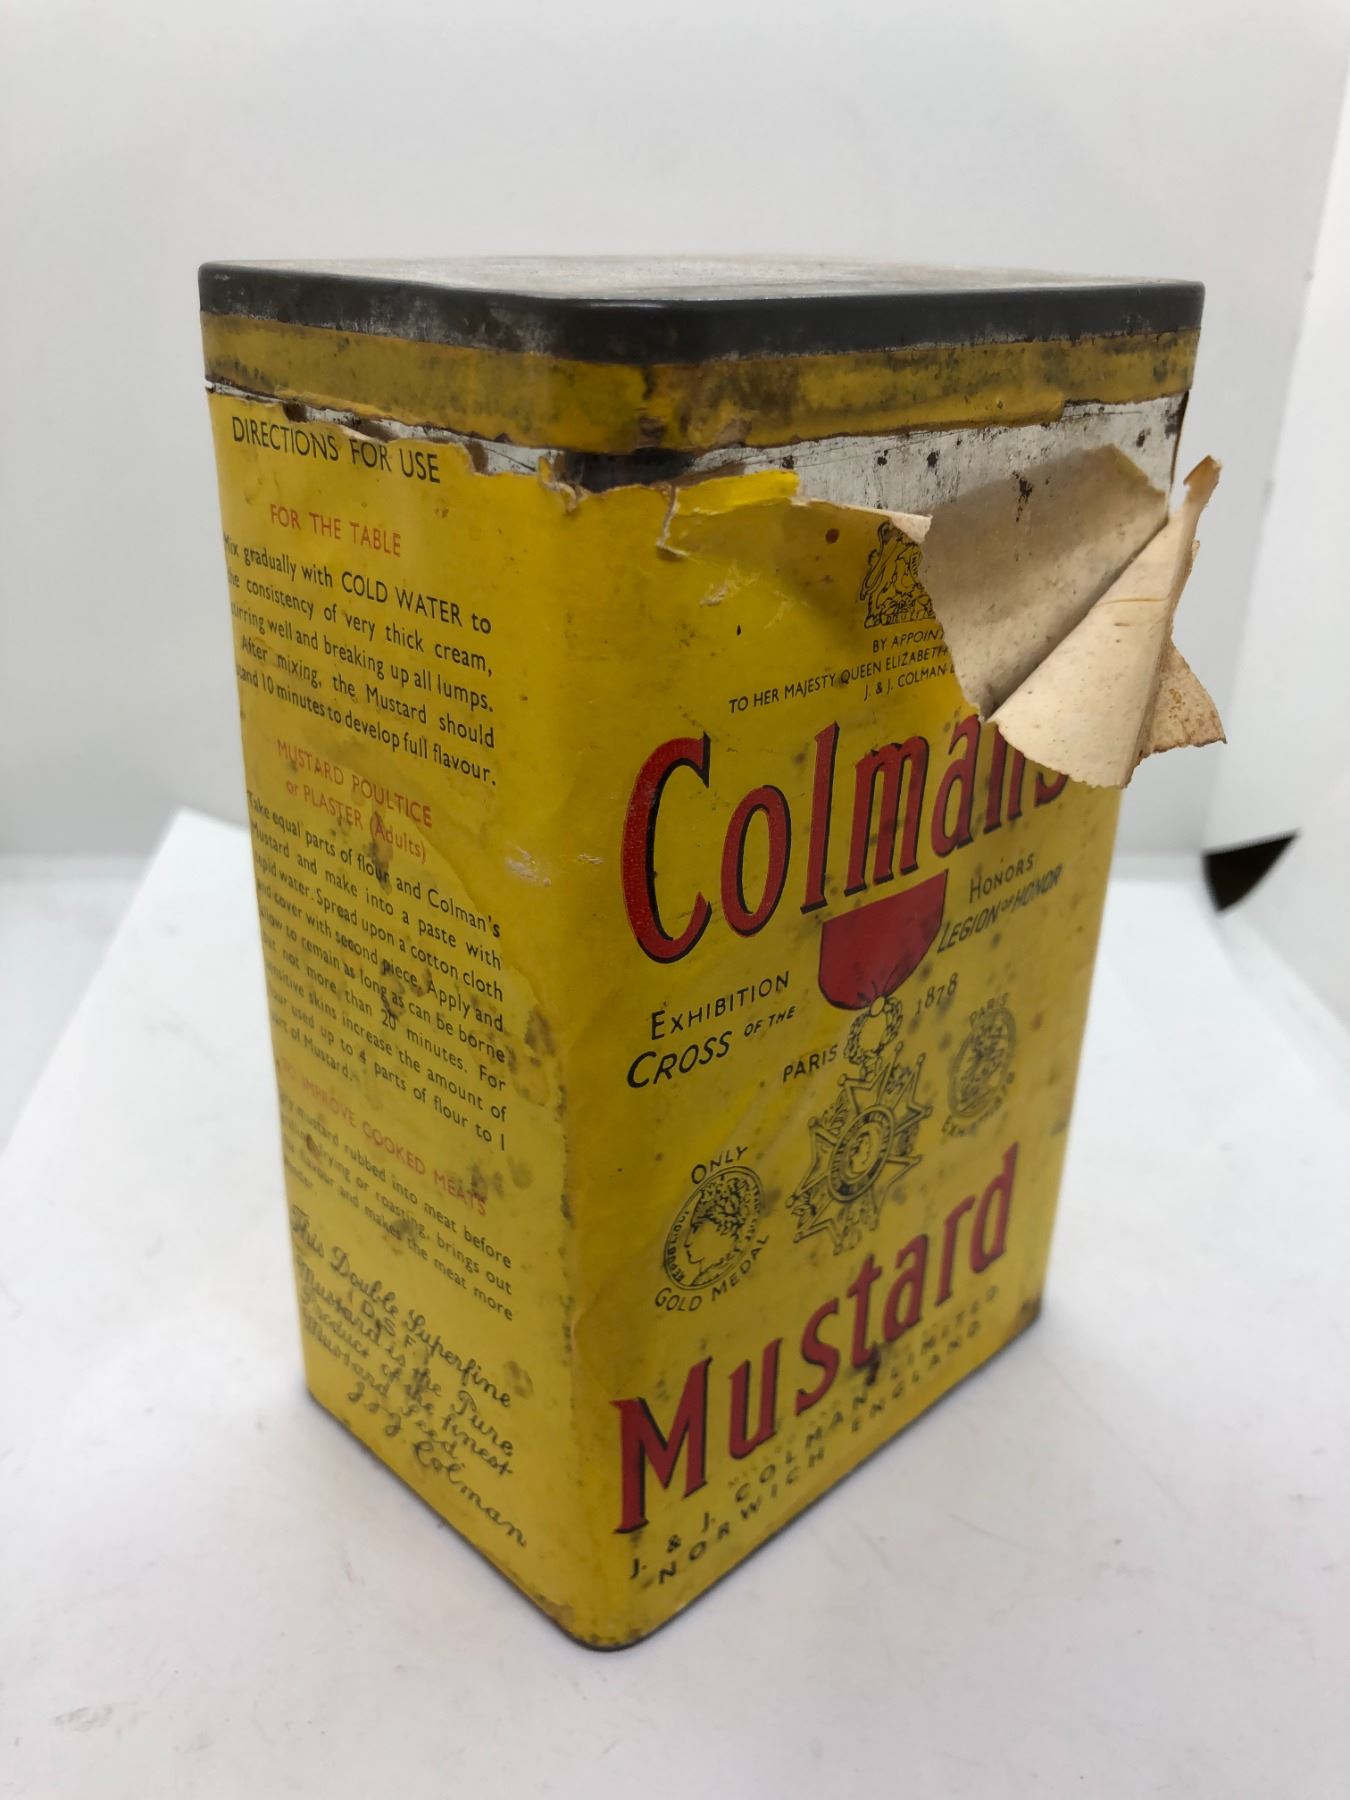 DIRECTIONS FOR USE
FOR THE TABLE
Mix gradually with COLD WATER to
the consistency of very thick cream,
stirring well and breaking up all lumps.
After mixing, the Mustard should
stand 10 minutes to develop full flavour.
MUSTARD POULTICE
or PLASTER (Adults)
Take equal parts of flour and Colman's
Mustard and make into a paste with
tepid water. Spread upon a cotton cloth
and cover with second piece. Apply and
allow to remain as long as can be borne
but not more than 20 minutes. For
sensitive skins increase the amount of
flour used up to 4 parts of flour to 1
part of Mustard.
TO IMPROVE COOKED MEATS
Dry mustard rubbed into meat before
frying or roasting, brings out
the flavour and makes the meat more
tender.
This Double Superfine
(D.S.F.)
Mustard is the Pure
Product of the finest
Mustard Seed.
J. & J. Colman
BY APPOINT
TO HER MAJESTY QUEEN ELIZABETH
J. & J. COLMAN
Colman's
HONORS
LEGION OF HONOR
EXHIBITION
CROSS OF THE
1878
PARIS
PARIS
ONLY
REPUBLIQUE
GOLD MEDAL
Mustard
J. & J. COLMAN LIMITED
NORWICH ENGLAND